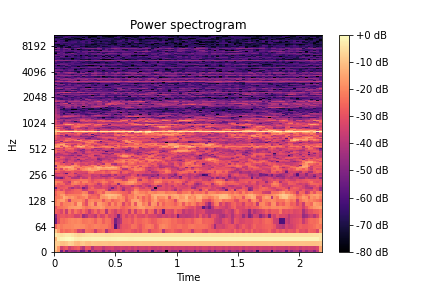 Power spectrogram
Hz
8192
4096
2048
1024
512
256
128
64
0
0
0.5
1
1.5
2
Time
+0 dB
-10 dB
-20 dB
-30 dB
-40 dB
-50 dB
-60 dB
-70 dB
-80 dB